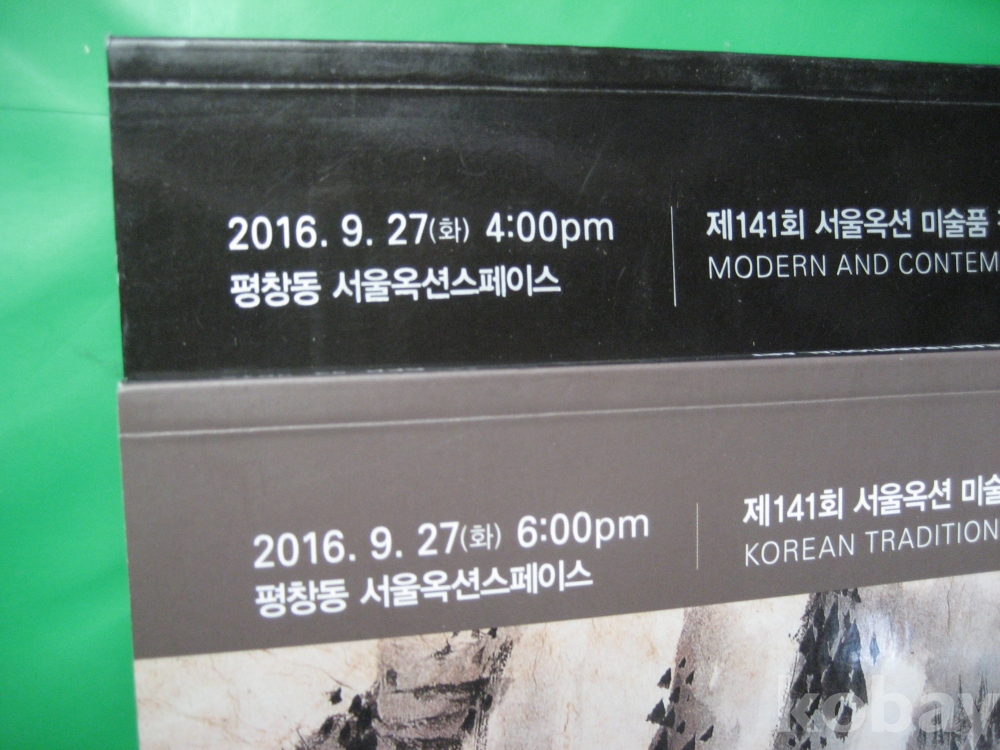 2016. 9. 27(화) 4:00pm
평창동 서울옥션스페이스
제141회 서울옥션 미술품
MODERN AND CONTEM
2016. 9. 27(화) 6:00pm
평창동 서울옥션스페이스
제141회 서울옥션 미술
KOREAN TRADITION
kobay